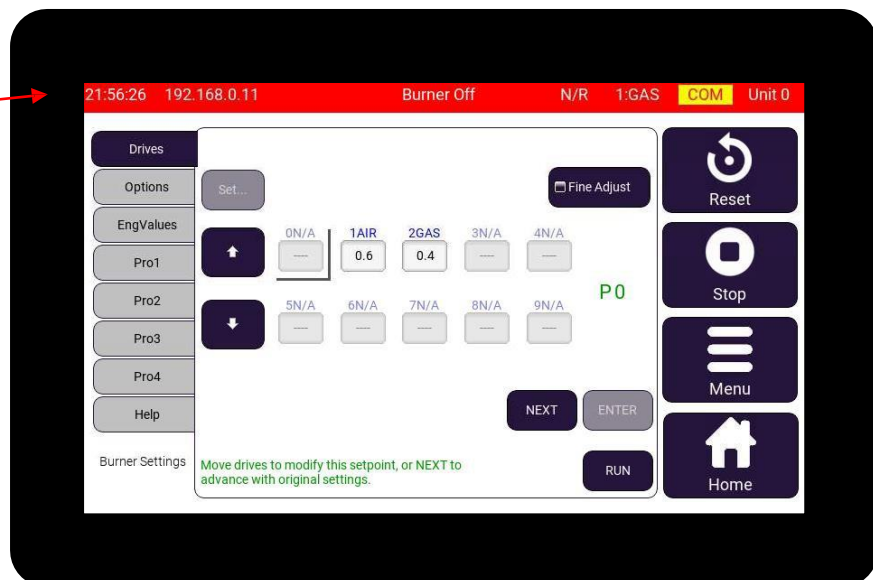 21:56:26 192.168.0.11 Burner Off N/R 1:GAS COM Unit 0
Drives
Options
EngValues
Pro1
Pro2
Pro3
Pro4
Help
Burner Settings
Set...
Fine Adjust
0N/A 1AIR 2GAS 3N/A 4N/A
---- 0.6 0.4 ---- ----
P0
5N/A 6N/A 7N/A 8N/A 9N/A
---- ---- ---- ---- ----
NEXT ENTER
Move drives to modify this setpoint, or NEXT to
advance with original settings.
RUN
Reset
Stop
Menu
Home